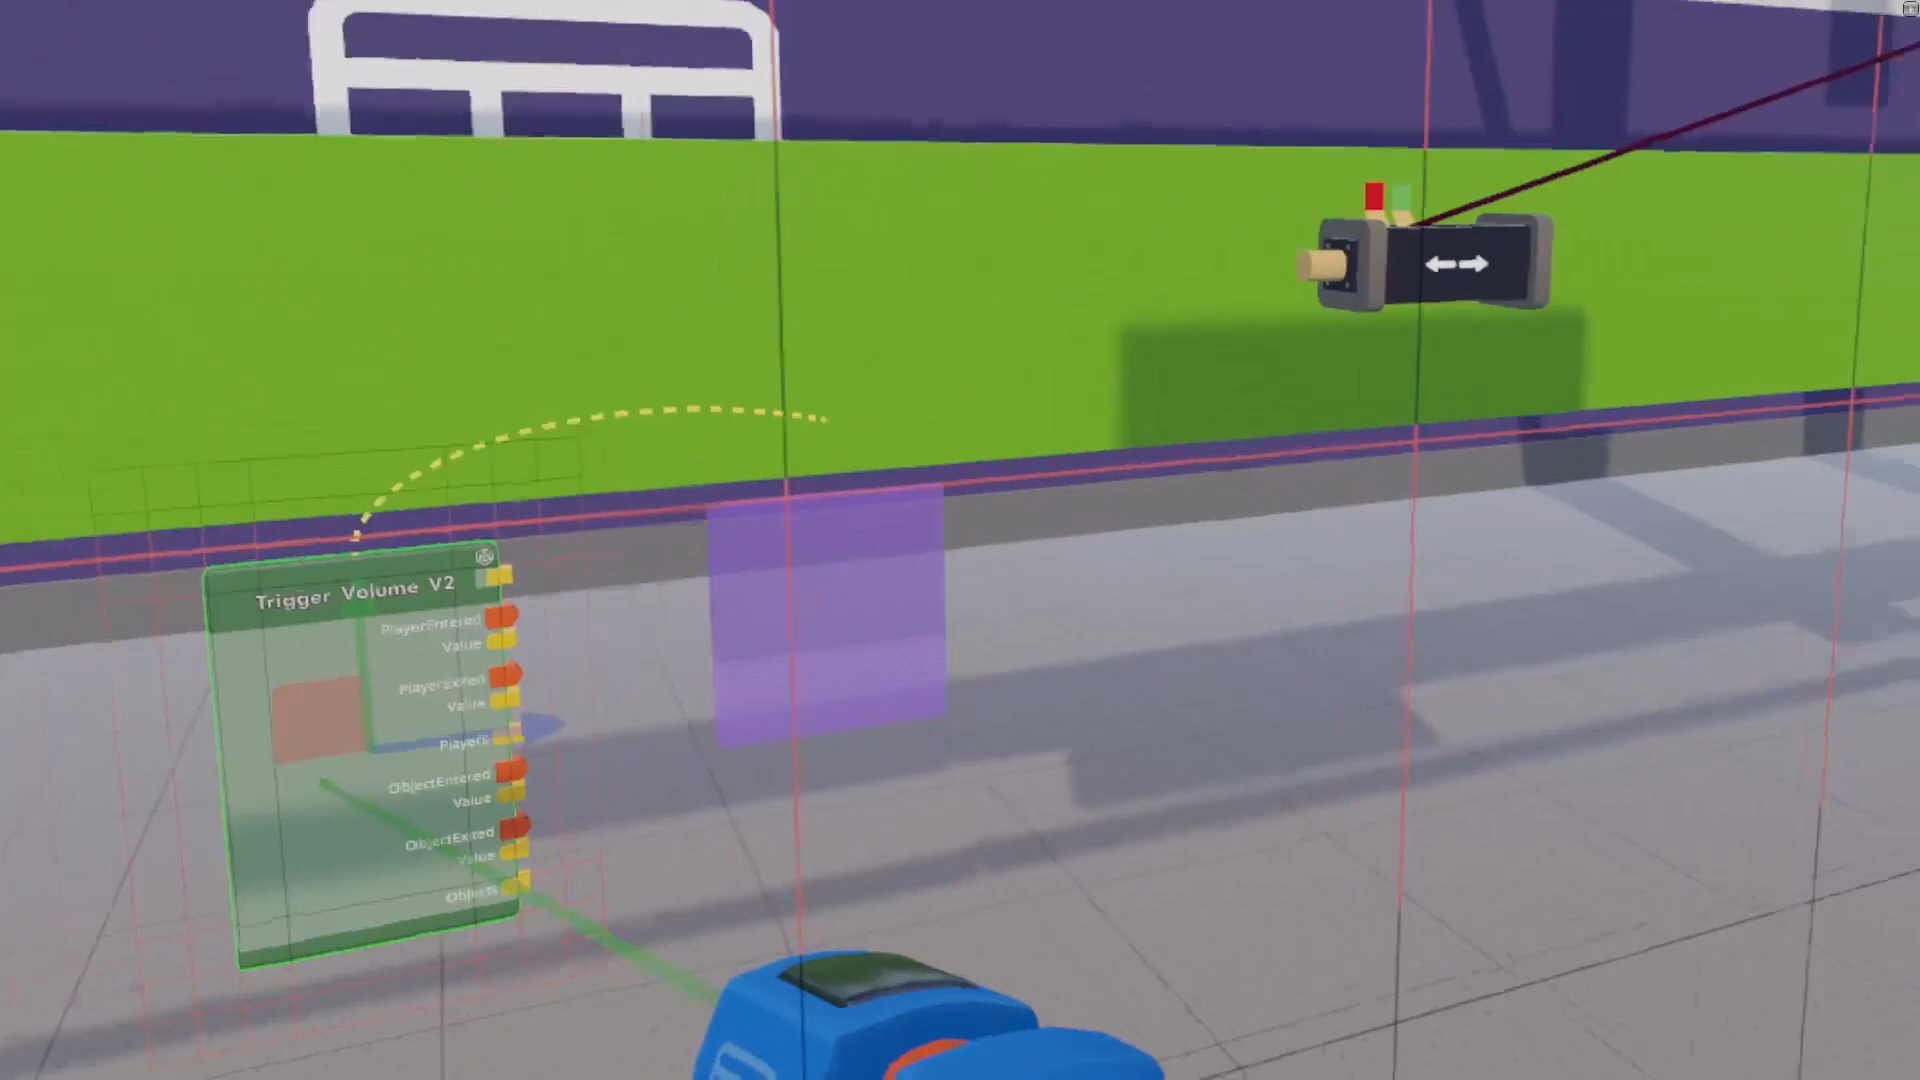 Trigger Volume V2
PlayerEntered
Value
PlayerExited
Value
Players
ObjectEntered
Value
ObjectExited
Value
Objects